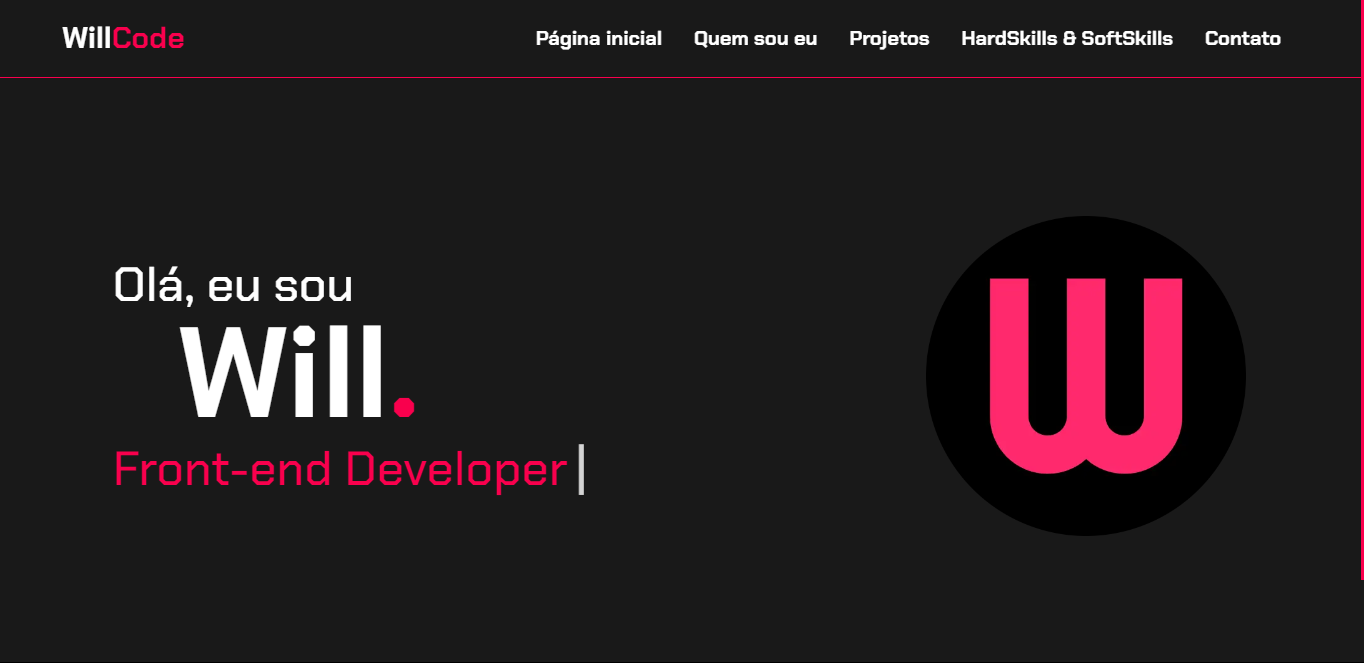 WillCode Página inicial Quem sou eu Projetos HardSkills & SoftSkills Contato
Olá, eu sou
Will.
Front-end Developer
W